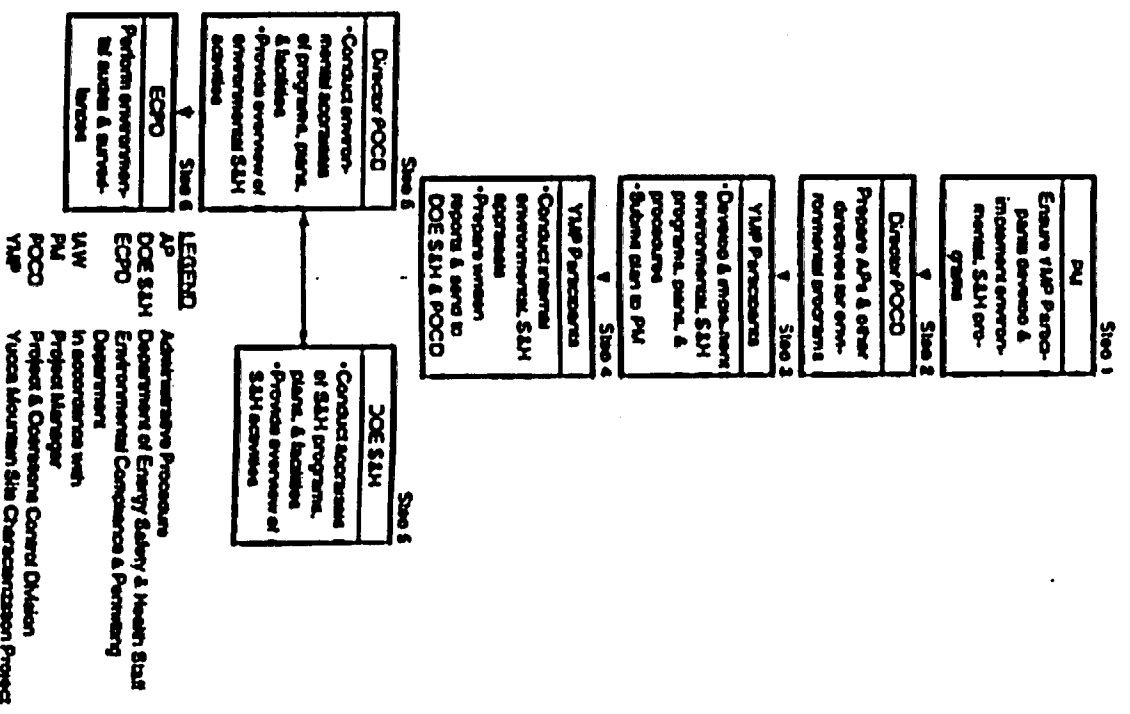 Step 1
PM
Ensure YMP Partici-
pants develop &
implement environ-
mental, S&H pro-
grams
Step 2
Director POCD
Prepare APs & other
directives for envi-
ronmental programs
Step 3
YMP Participants
•Develop & implement
environmental, S&H
programs, plans, &
procedures
•Submit plan to PM
Step 4
YMP Participants
•Conduct internal
environmental, S&H
appraisals
•Prepare written
reports & send to
DOE S&H & POCD
Step 5
Director POCD
•Conduct environ-
mental appraisals
of programs, plans,
& facilities
•Provide overview of
environmental S&H
activities
Step 5
DOE S&H
•Conduct appraisals
of S&H programs,
plans, & facilities
•Provide overview of
S&H activities
Step 6
ECPD
Perform environmen-
tal audits & surveil-
lances
LEGEND
AP Administrative Procedure
DOE S&H Department of Energy Safety & Health Staff
ECPD Environmental Compliance & Permitting
Department
IAW In accordance with
PM Project Manager
POCD Project & Operations Control Division
YMP Yucca Mountain Site Characterization Project